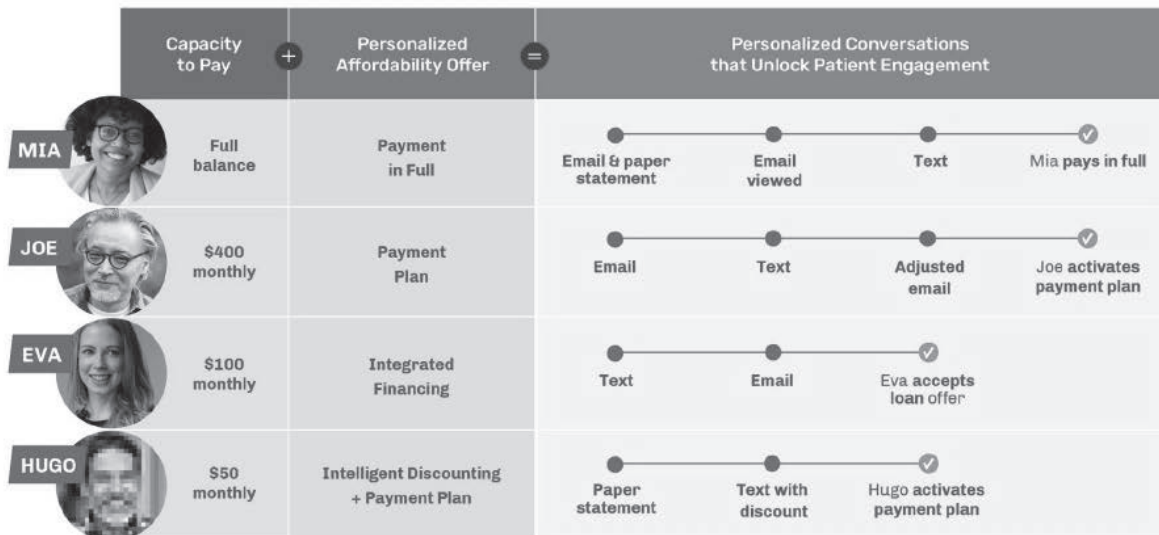 Capacity
to Pay
+
Personalized
Affordability Offer
=
Personalized Conversations
that Unlock Patient Engagement
MIA
Full
balance
Payment
in Full
Email & paper
statement
Email
viewed
Text
Mia pays in full
JOE
$400
monthly
Payment
Plan
Email
Text
Adjusted
email
Joe activates
payment plan
EVA
$100
monthly
Integrated
Financing
Text
Email
Eva accepts
loan offer
HUGO
$50
monthly
Intelligent Discounting
+ Payment Plan
Paper
statement
Text with
discount
Hugo activates
payment plan